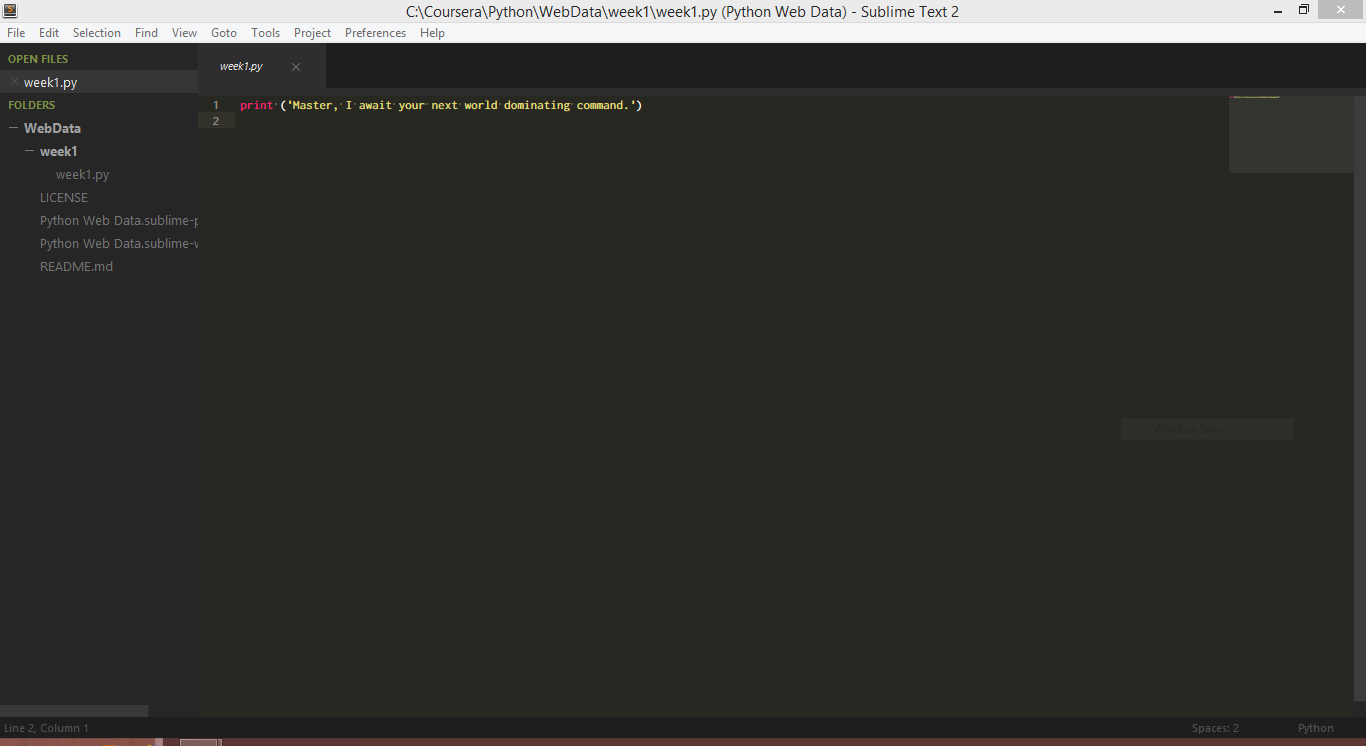 C:\Coursera\Python\WebData\week1\week1.py (Python Web Data) - Sublime Text 2
File Edit Selection Find View Goto Tools Project Preferences Help
OPEN FILES
week1.py
FOLDERS
WebData
week1
week1.py
LICENSE
Python Web Data.sublime-p
Python Web Data.sublime-w
README.md
week1.py
1 print ('Master, I await your next world dominating command.')
2
Window Snip
Line 2, Column 1
Spaces: 2 Python